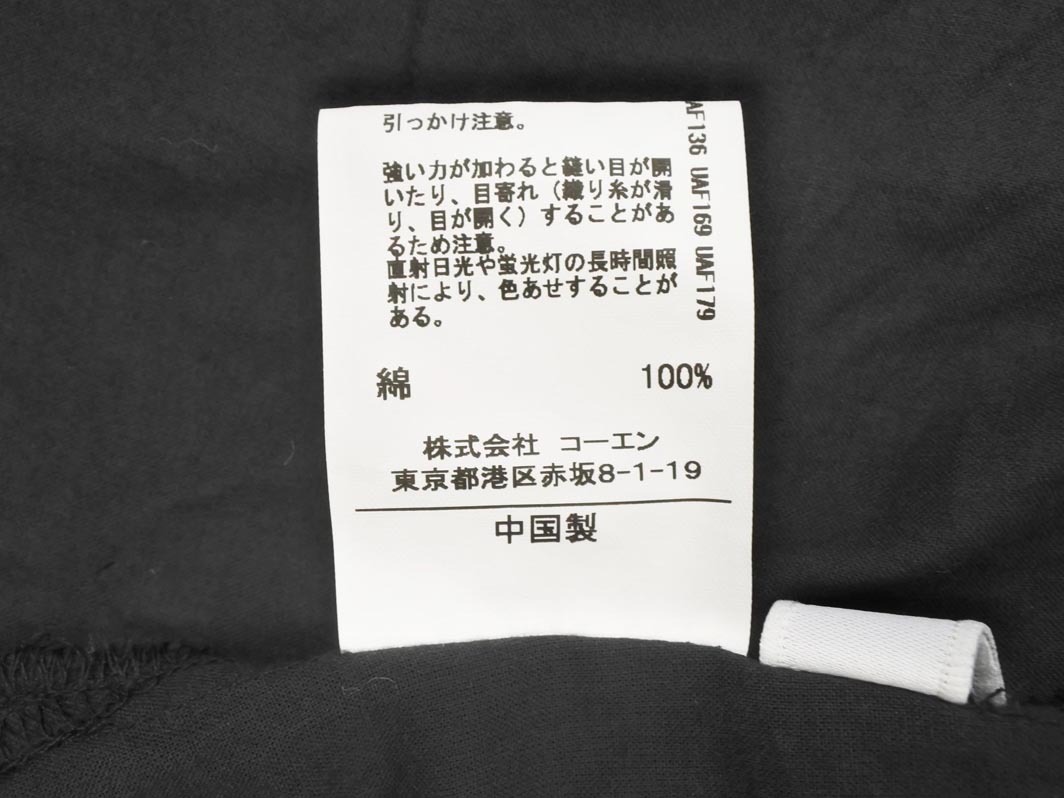 引っかけ注意。
強い力が加わると縫い目が開
いたり、目寄れ（織り糸が滑
り、目が開く）することがあ
るため注意。
直射日光や蛍光灯の長時間照
射により、色あせすることが
ある。
綿 100%
株式会社 コーエン
東京都港区赤坂8-1-19
中国製
UAF136 UAF169 UAF179